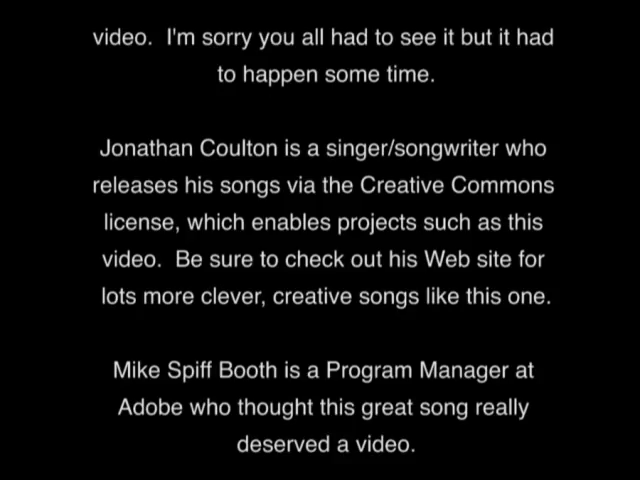 video.  I'm sorry you all had to see it but it had
to happen some time.
Jonathan Coulton is a singer/songwriter who
releases his songs via the Creative Commons
license, which enables projects such as this
video.  Be sure to check out his Web site for
lots more clever, creative songs like this one.
Mike Spiff Booth is a Program Manager at
Adobe who thought this great song really
deserved a video.